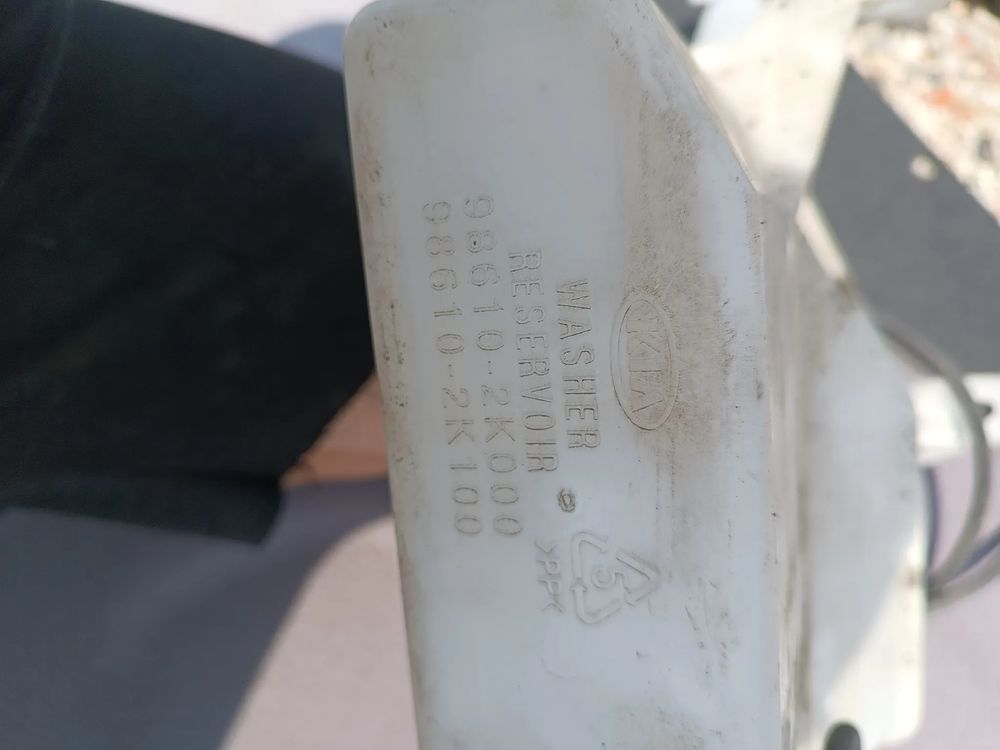 KIA
WASHER
RESERVOIR
98610-2K000
98610-2K100
5
>PP<